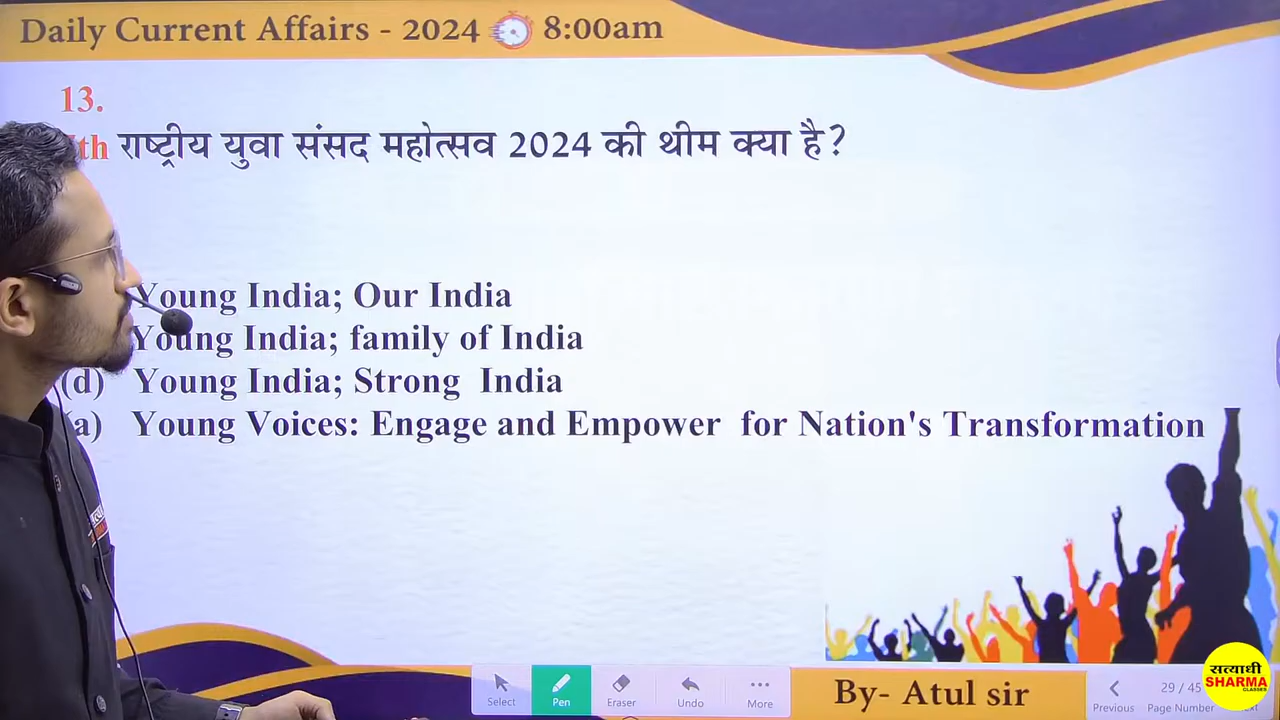 Daily Current Affairs - 2024 8:00am
13.
th राष्ट्रीय युवा संसद महोत्सव 2024 की थीम क्या है?
Young India; Our India
Young India; family of India
(d) Young India; Strong India
(a) Young Voices: Engage and Empower for Nation's Transformation
Select
Pen
Eraser
Undo
More
By- Atul sir
Previous
29 / 45
Page Number
सत्याधी
SHARMA
CLASSES